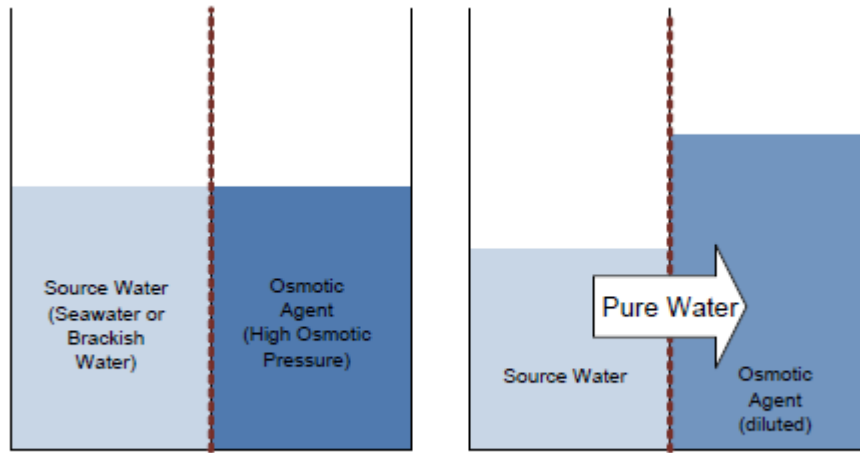 Source Water
(Seawater or
Brackish
Water)
Osmotic
Agent
(High Osmotic
Pressure)
Pure Water
Source Water
Osmotic
Agent
(diluted)